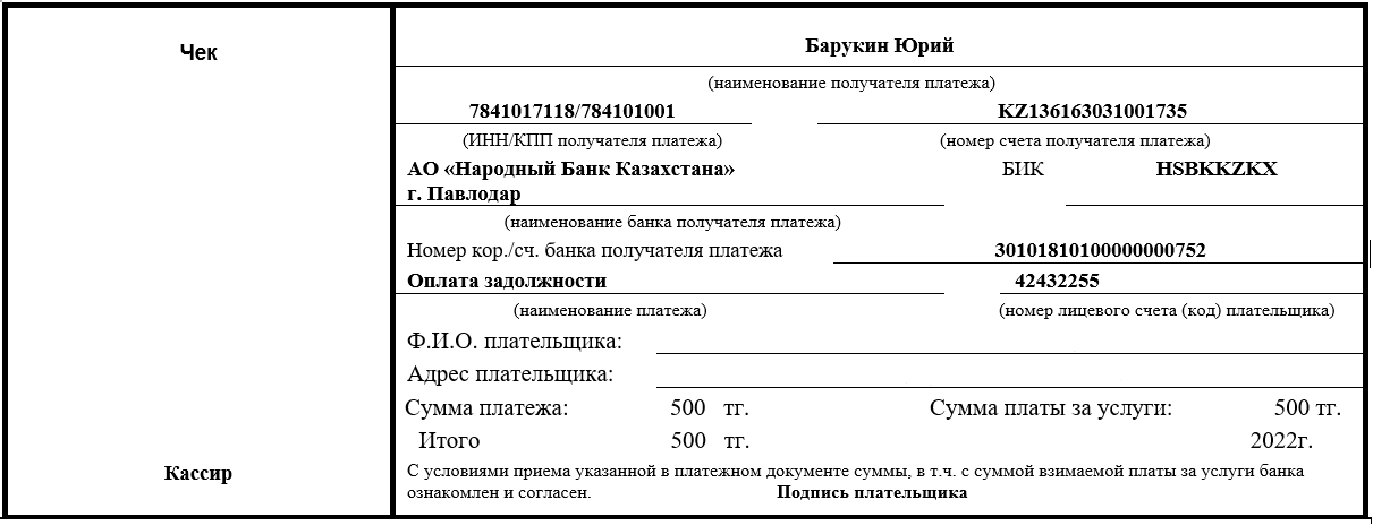 Чек
Барукин Юрий
(наименование получателя платежа)
7841017118/784101001 KZ136163031001735
(ИНН/КПП получателя платежа) (номер счета получателя платежа)
АО «Народный Банк Казахстана» БИК HSBKKZKX
г. Павлодар
(наименование банка получателя платежа)
Номер кор./сч. банка получателя платежа 30101810100000000752
Оплата задолжности 42432255
(наименование платежа) (номер лицевого счета (код) плательщика)
Ф.И.О. плательщика:
Адрес плательщика:
Сумма платежа: 500 тг. Сумма платы за услуги: 500 тг.
Итого 500 тг. 2022г.
Кассир
С условиями приема указанной в платежном документе суммы, в т.ч. с суммой взимаемой платы за услуги банка
ознакомлен и согласен. Подпись плательщика